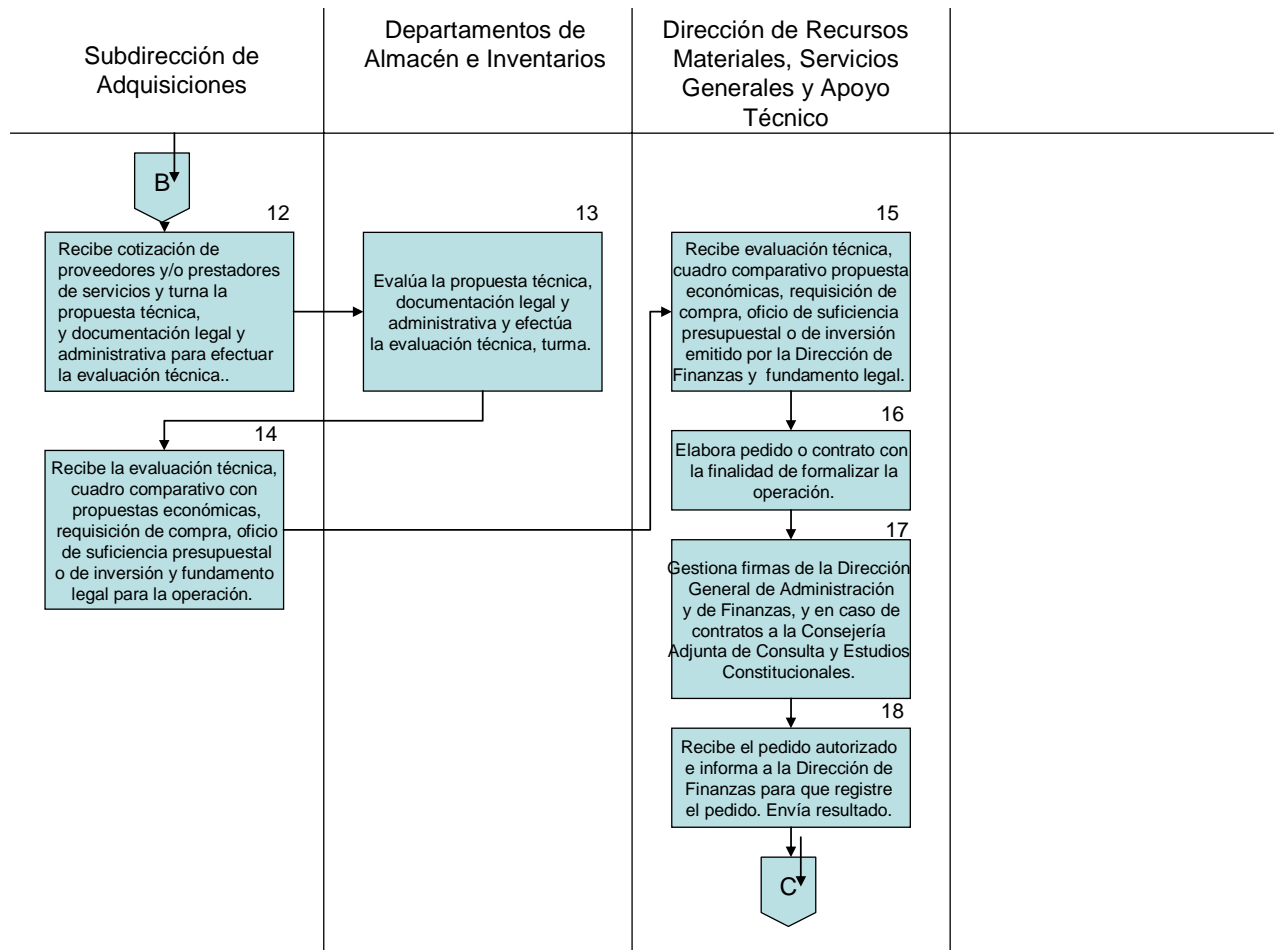 Subdirección de
Adquisiciones
Departamentos de
Almacén e Inventarios
Dirección de Recursos
Materiales, Servicios
Generales y Apoyo
Técnico
B
12
Recibe cotización de
proveedores y/o prestadores
de servicios y turna la
propuesta técnica,
y documentación legal y
administrativa para efectuar
la evaluación técnica..
13
Evalúa la propuesta técnica,
documentación legal y
administrativa y efectúa
la evaluación técnica, turma.
14
Recibe la evaluación técnica,
cuadro comparativo con
propuestas económicas,
requisición de compra, oficio
de suficiencia presupuestal
o de inversión y fundamento
legal para la operación.
15
Recibe evaluación técnica,
cuadro comparativo propuesta
económicas, requisición de
compra, oficio de suficiencia
presupuestal o de inversión
emitido por la Dirección de
Finanzas y fundamento legal.
16
Elabora pedido o contrato con
la finalidad de formalizar la
operación.
17
Gestiona firmas de la Dirección
General de Administración
y de Finanzas, y en caso de
contratos a la Consejería
Adjunta de Consulta y Estudios
Constitucionales.
18
Recibe el pedido autorizado
e informa a la Dirección de
Finanzas para que registre
el pedido. Envía resultado.
C